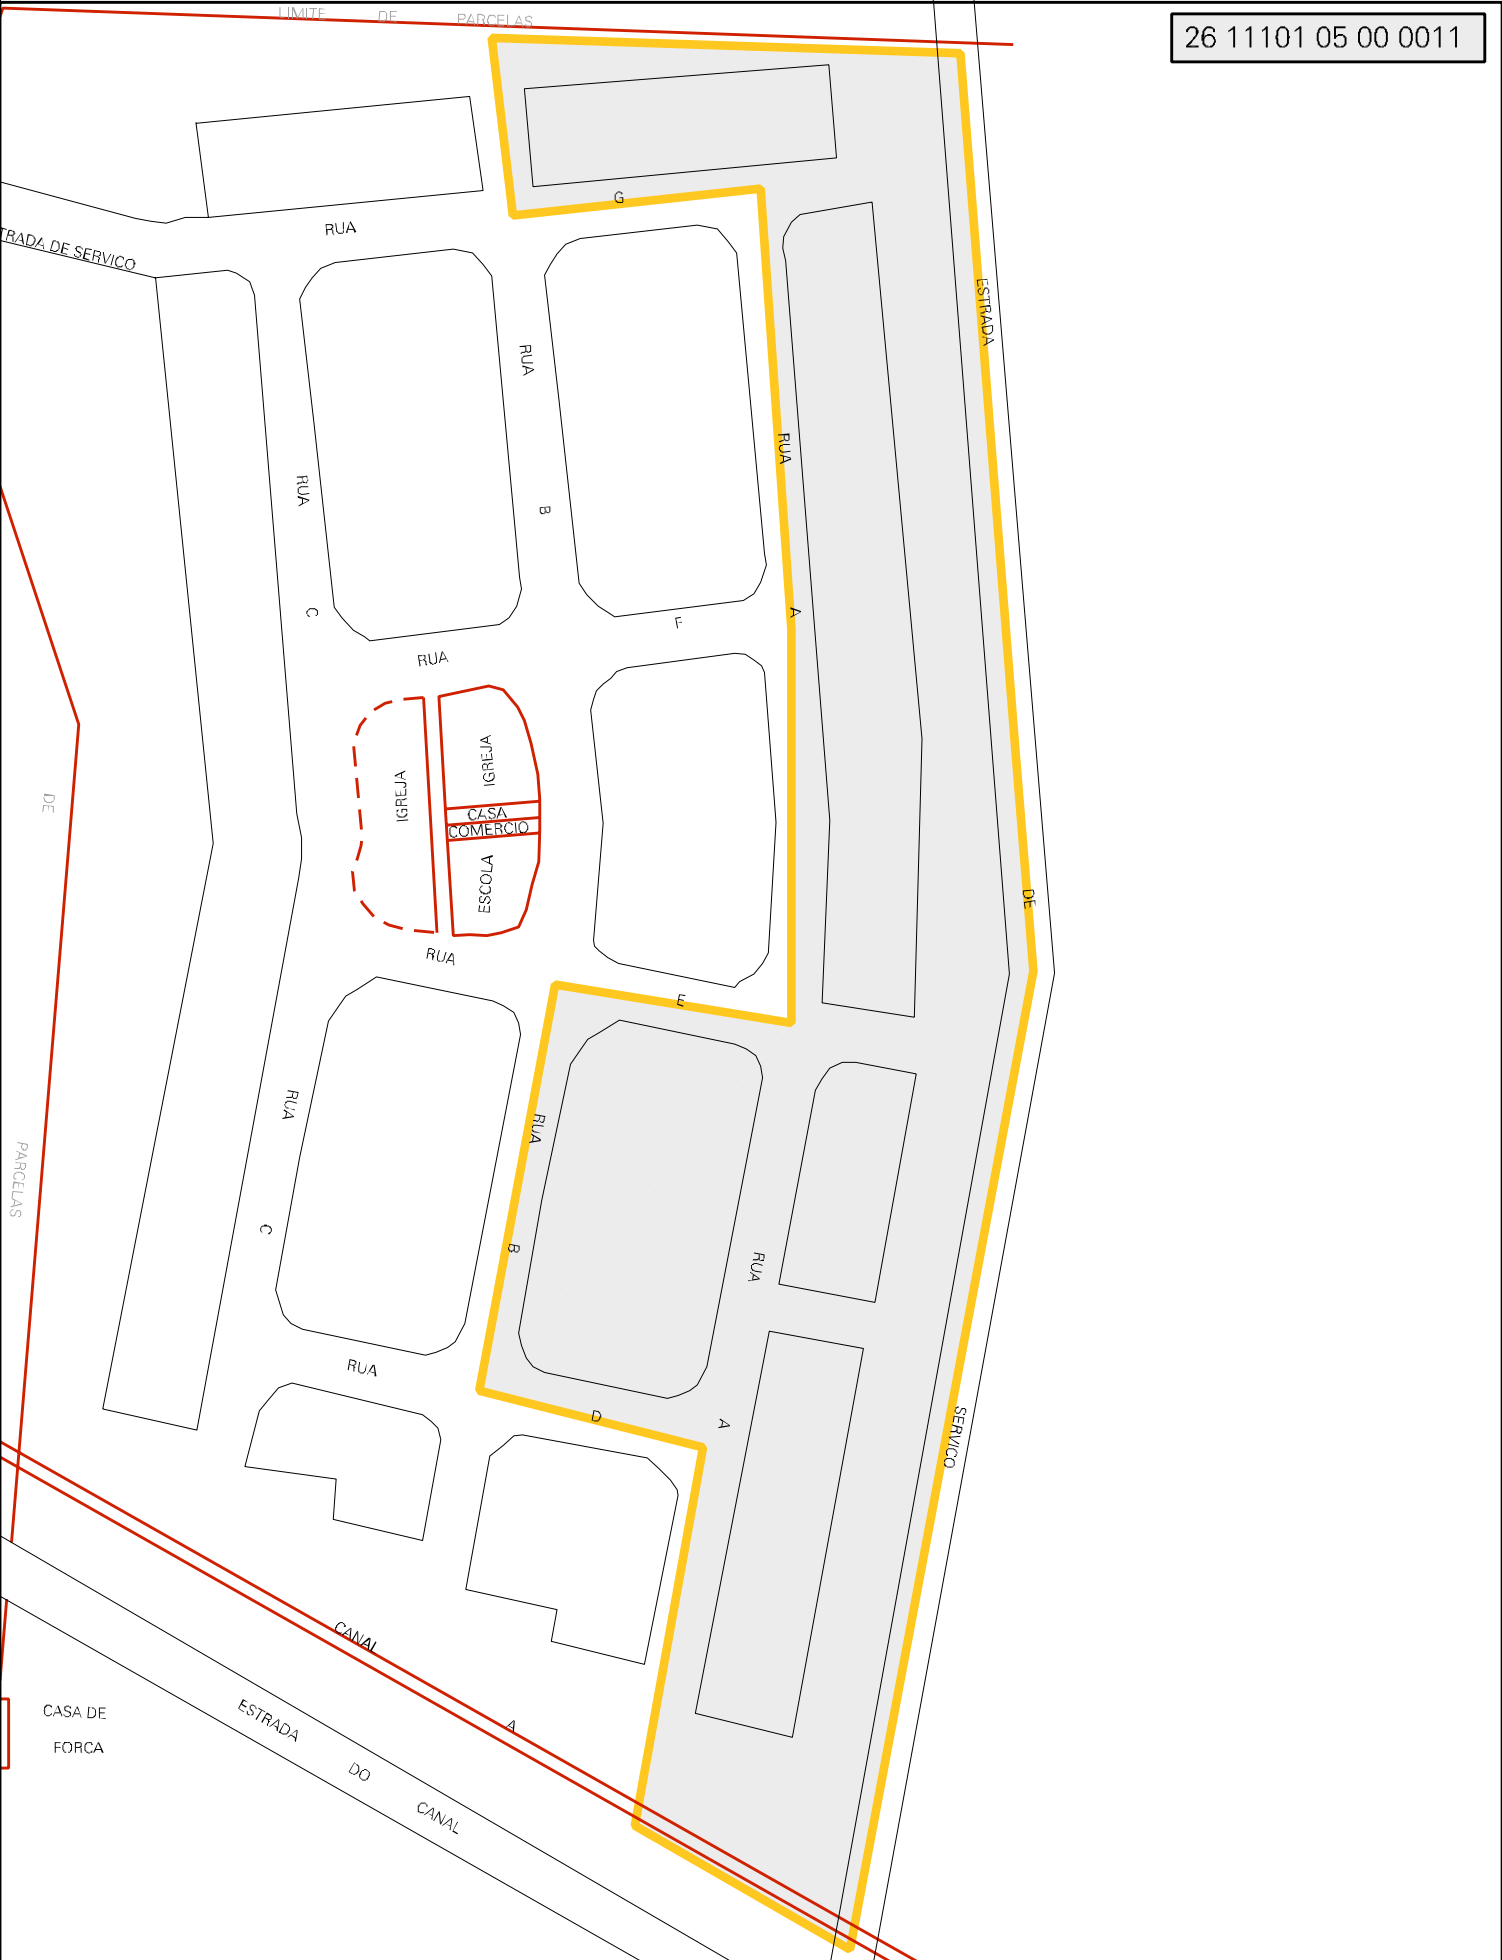 LIMITE DE PARCELAS
26 11101 05 00 0011
G
RUA
TRADA DE SERVICO
ESTRADA
RUA
RUA
RUA
B
C
A
F
RUA
IGREJA
IGREJA
CASA
COMERCIO
ESCOLA
DE
DE
RUA
E
RUA
RUA
PARCELAS
C
B
RUA
RUA
D
A
SERVICO
CANAL
A
CASA DE
FORCA
ESTRADA
DO
CANAL